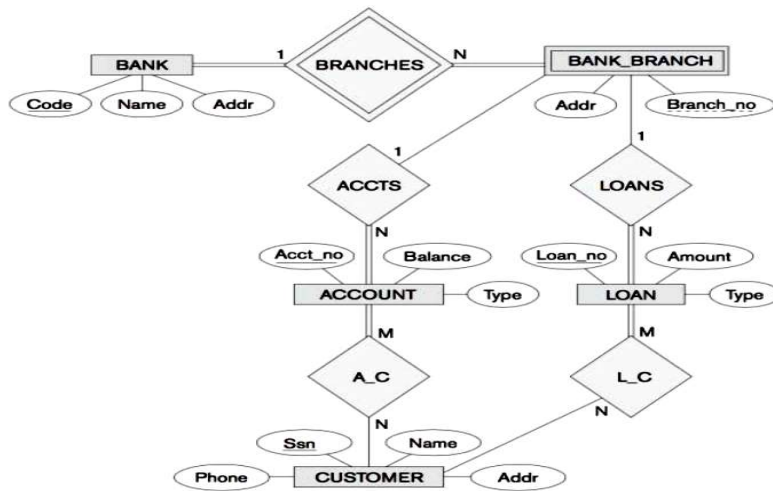 1 N
BANK BRANCHES BANK_BRANCH
Code Name Addr Addr Branch_no
1 1
ACCTS LOANS
N N
Acct_no Balance Loan_no Amount
ACCOUNT Type LOAN Type
M M
A_C L_C
N N
Ssn Name
Phone CUSTOMER Addr